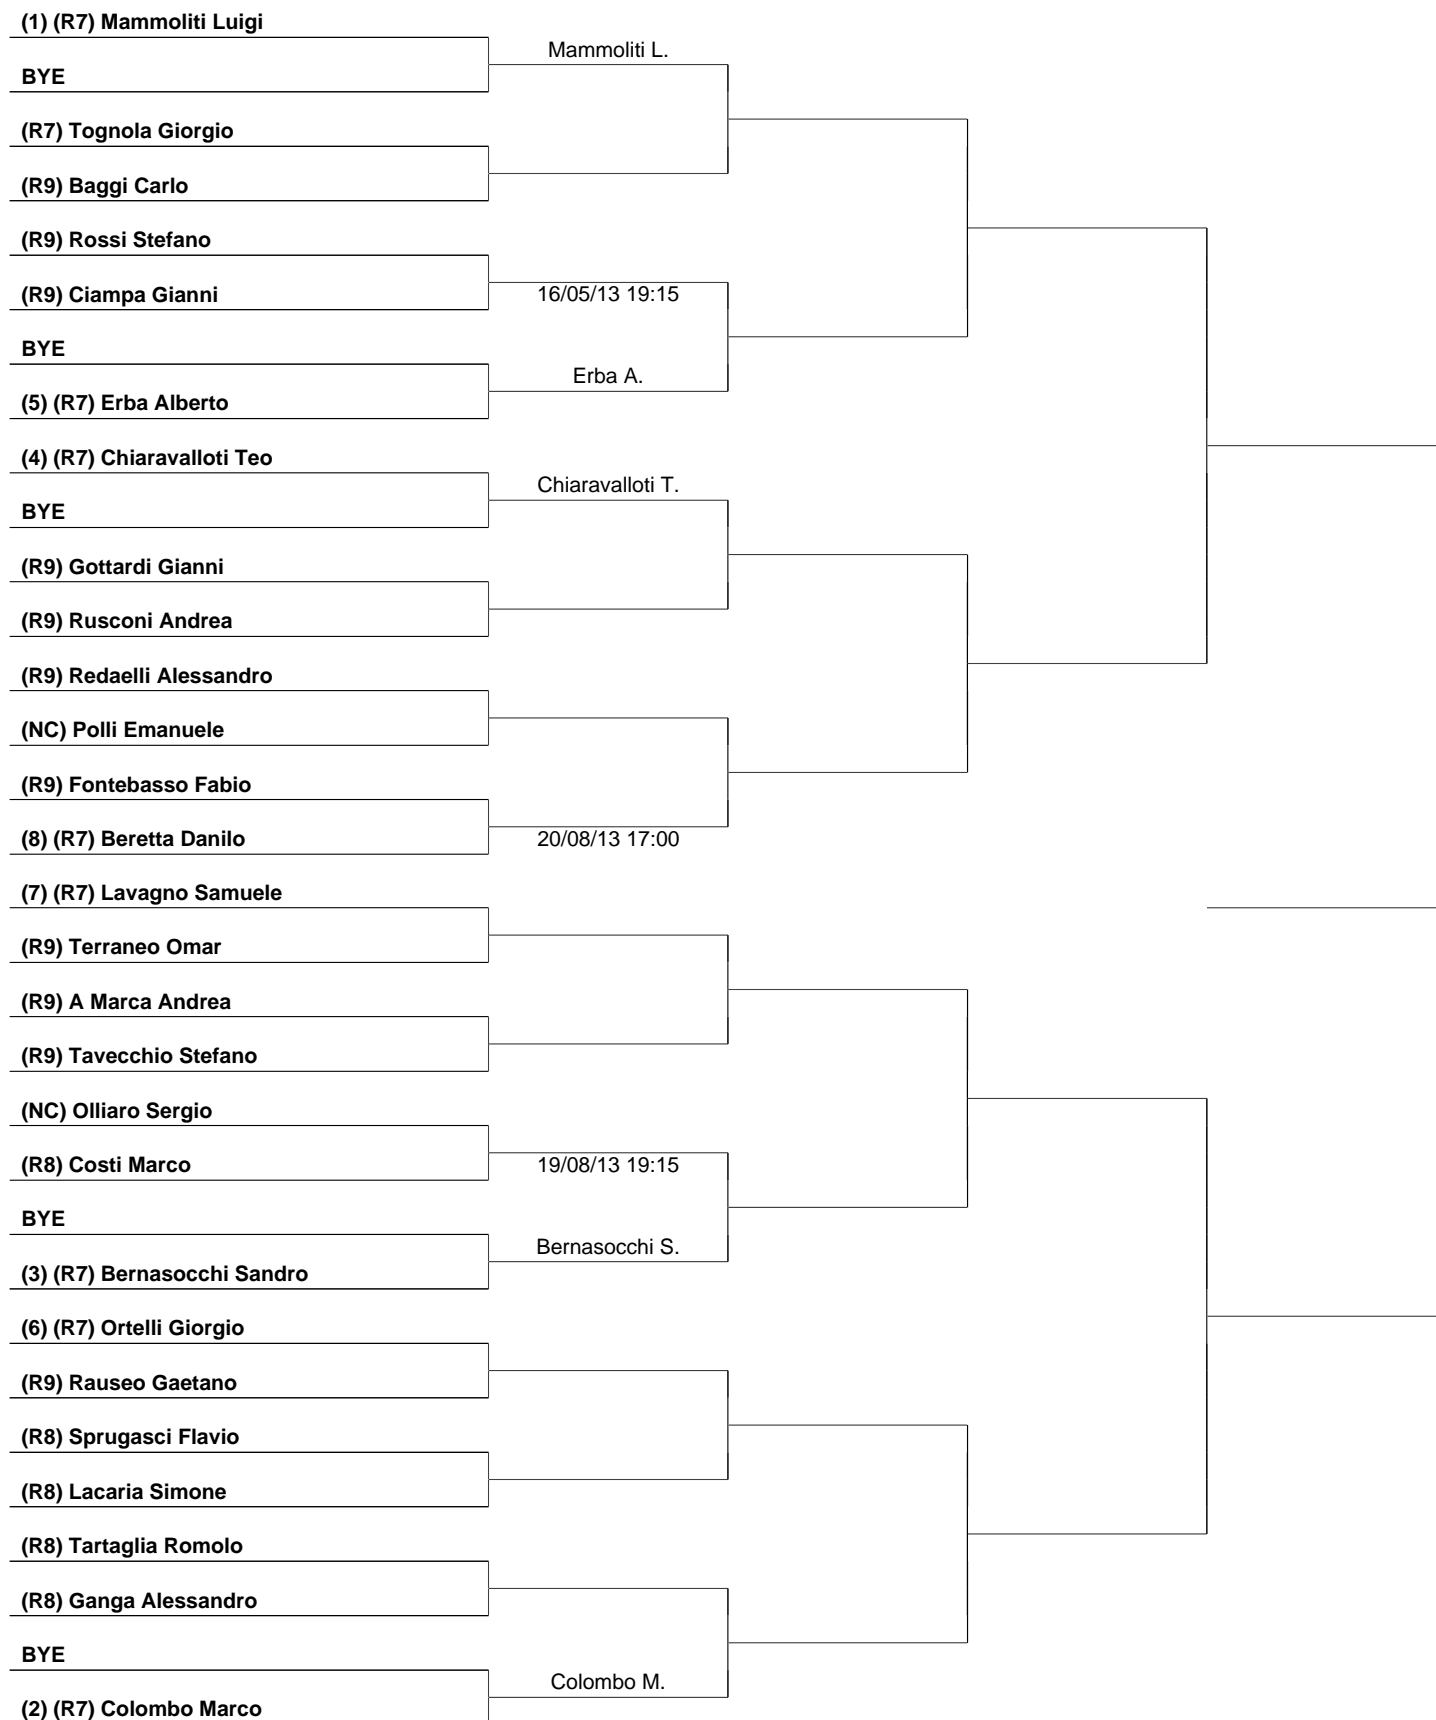 (1) (R7) Mammoliti Luigi
Mammoliti L.
BYE
(R7) Tognola Giorgio
(R9) Baggi Carlo
(R9) Rossi Stefano
(R9) Ciampa Gianni
16/05/13 19:15
BYE
Erba A.
(5) (R7) Erba Alberto
(4) (R7) Chiaravalloti Teo
Chiaravalloti T.
BYE
(R9) Gottardi Gianni
(R9) Rusconi Andrea
(R9) Redaelli Alessandro
(NC) Polli Emanuele
(R9) Fontebasso Fabio
(8) (R7) Beretta Danilo
20/08/13 17:00
(7) (R7) Lavagno Samuele
(R9) Terraneo Omar
(R9) A Marca Andrea
(R9) Tavecchio Stefano
(NC) Olliaro Sergio
(R8) Costi Marco
19/08/13 19:15
BYE
Bernasocchi S.
(3) (R7) Bernasocchi Sandro
(6) (R7) Ortelli Giorgio
(R9) Rauseo Gaetano
(R8) Sprugasci Flavio
(R8) Lacaria Simone
(R8) Tartaglia Romolo
(R8) Ganga Alessandro
BYE
Colombo M.
(2) (R7) Colombo Marco